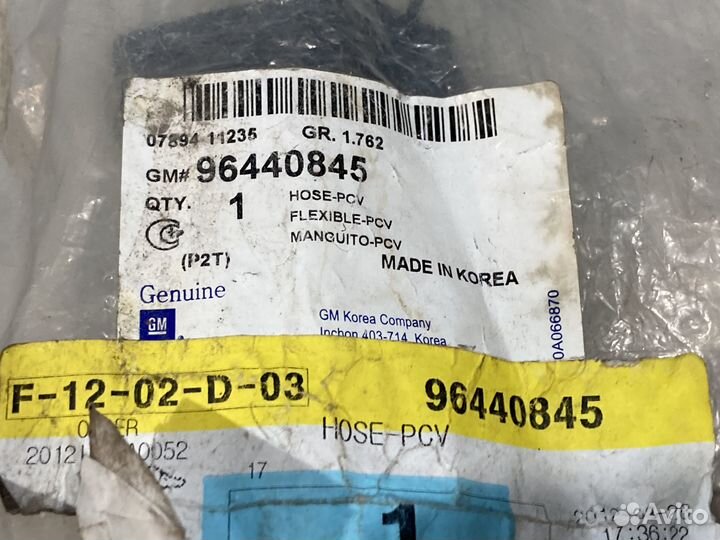 07894 11235 GR. 1.762
GM# 96440845
QTY. 1 HOSE-PCV
FLEXIBLE-PCV
MANGUITO-PCV
(P2T) MADE IN KOREA
Genuine
GM
GM Korea Company
Inchon 403-714, Korea
0A066870
F-12-02-D-03 96440845
HOSE-PCV
17
1
17:36:22
Avito